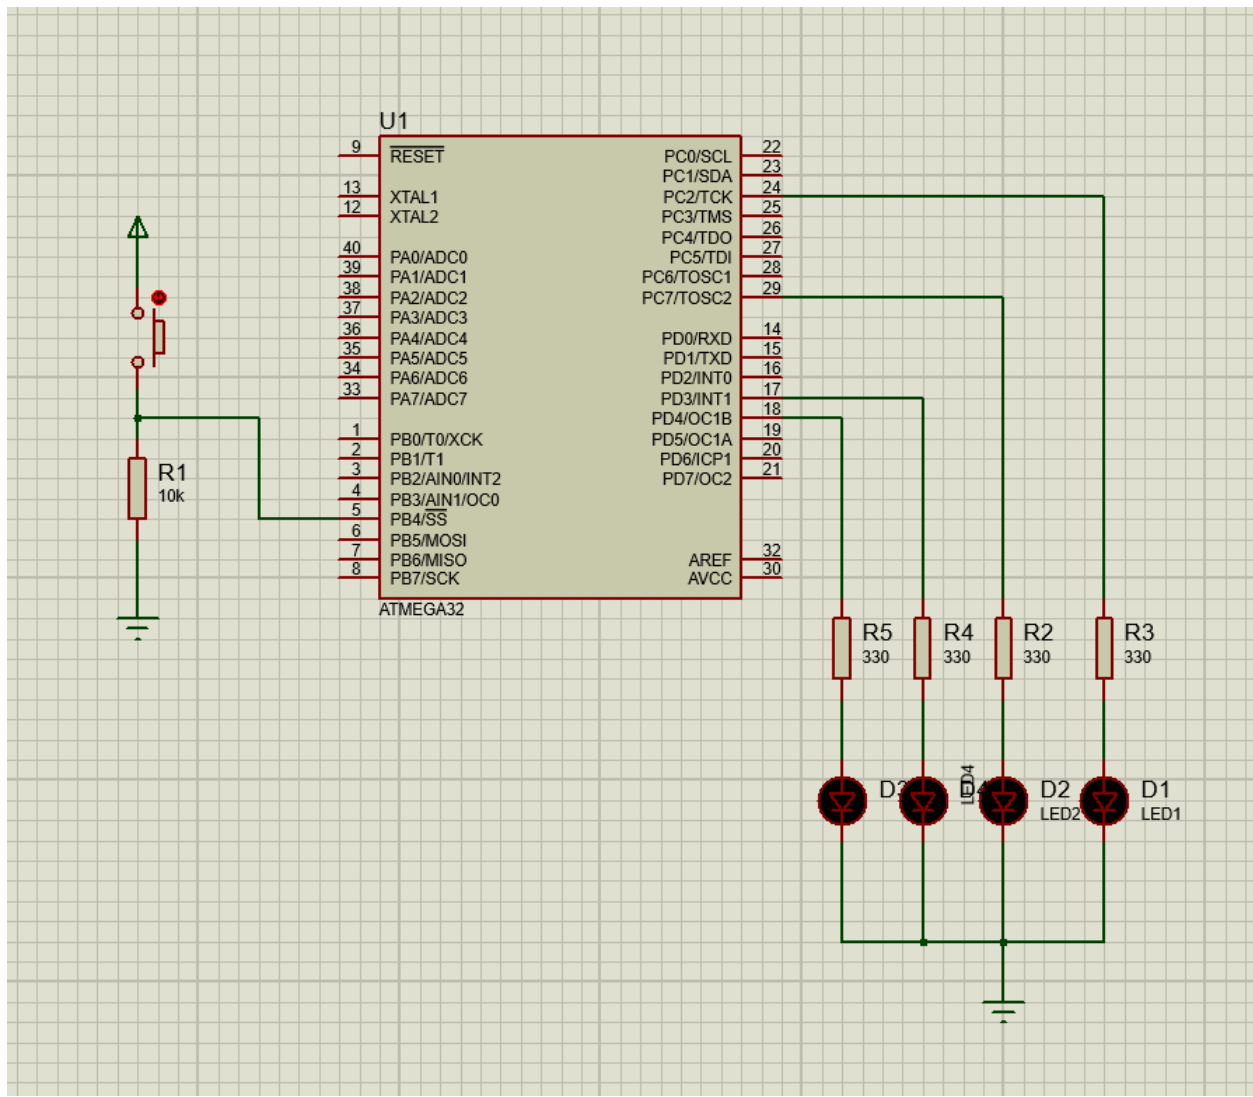 U1
9
RESET
13
XTAL1
12
XTAL2
40
PA0/ADC0
39
PA1/ADC1
38
PA2/ADC2
37
PA3/ADC3
36
PA4/ADC4
35
PA5/ADC5
34
PA6/ADC6
33
PA7/ADC7
1
PB0/T0/XCK
2
PB1/T1
3
PB2/AIN0/INT2
4
PB3/AIN1/OC0
5
PB4/SS
6
PB5/MOSI
7
PB6/MISO
8
PB7/SCK
PC0/SCL
22
PC1/SDA
23
PC2/TCK
24
PC3/TMS
25
PC4/TDO
26
PC5/TDI
27
PC6/TOSC1
28
PC7/TOSC2
29
PD0/RXD
14
PD1/TXD
15
PD2/INT0
16
PD3/INT1
17
PD4/OC1B
18
PD5/OC1A
19
PD6/ICP1
20
PD7/OC2
21
AREF
32
AVCC
30
ATMEGA32
R1
10k
R5
330
R4
330
R2
330
R3
330
D3
D4
LED4
D2
LED2
D1
LED1